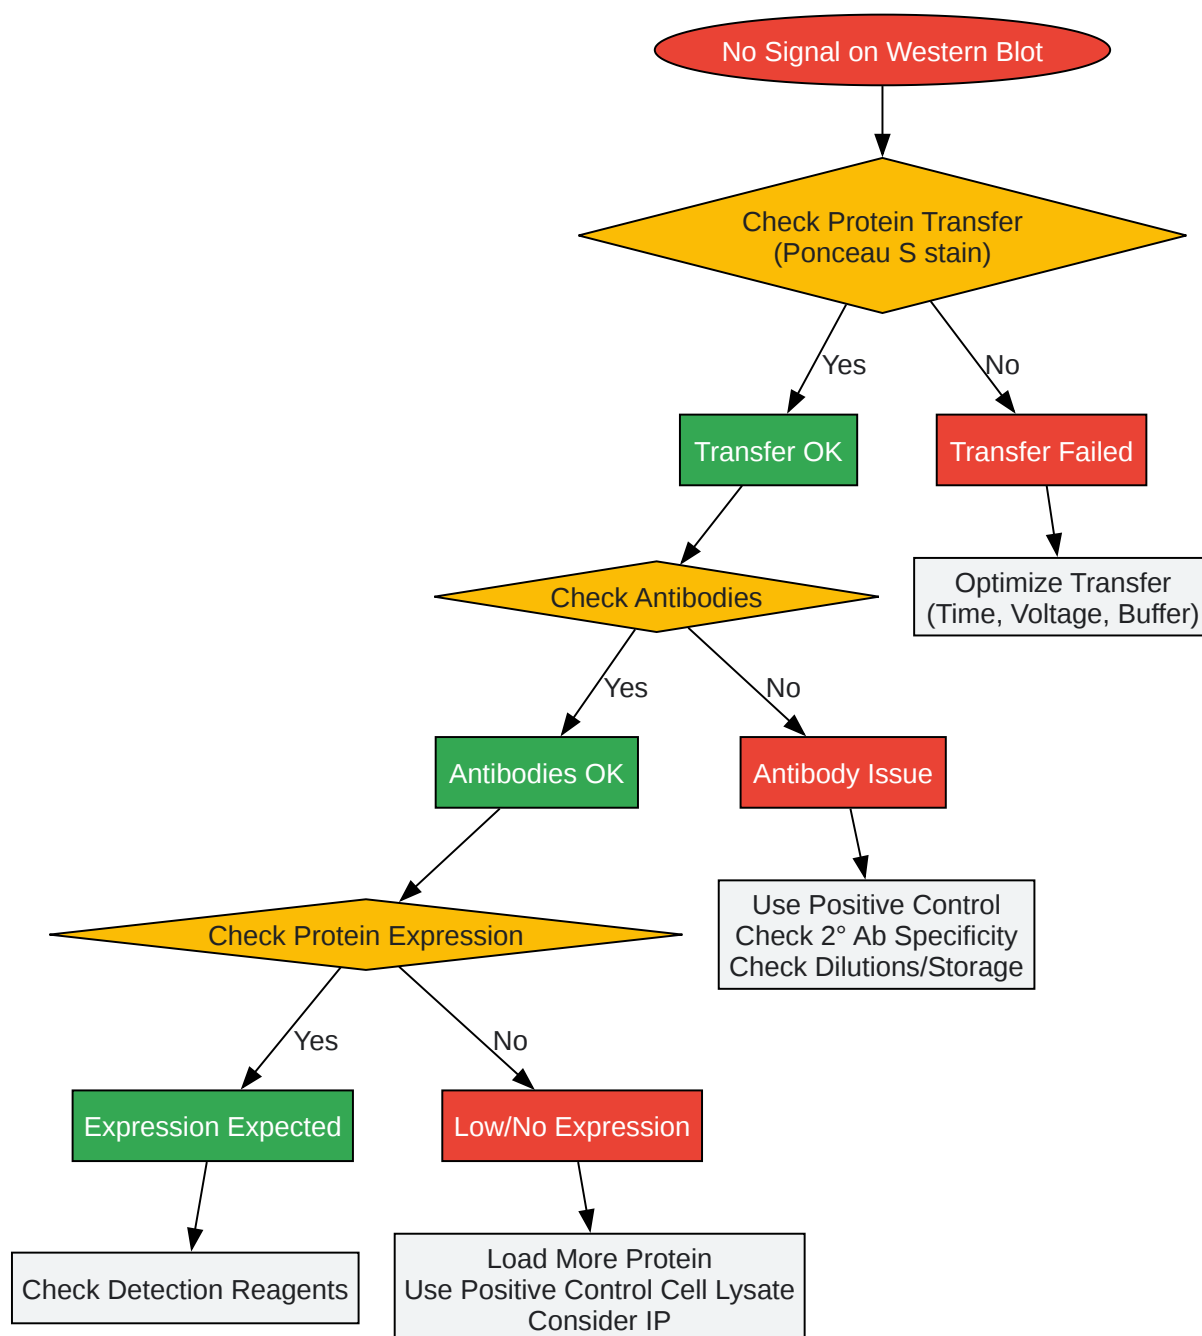 No Signal on Western Blot
Check Protein Transfer
(Ponceau S stain)
Yes
No
Transfer OK
Transfer Failed
Optimize Transfer
(Time, Voltage, Buffer)
Check Antibodies
Yes
No
Antibodies OK
Antibody Issue
Use Positive Control
Check 2° Ab Specificity
Check Dilutions/Storage
Check Protein Expression
Yes
No
Expression Expected
Low/No Expression
Check Detection Reagents
Load More Protein
Use Positive Control Cell Lysate
Consider IP